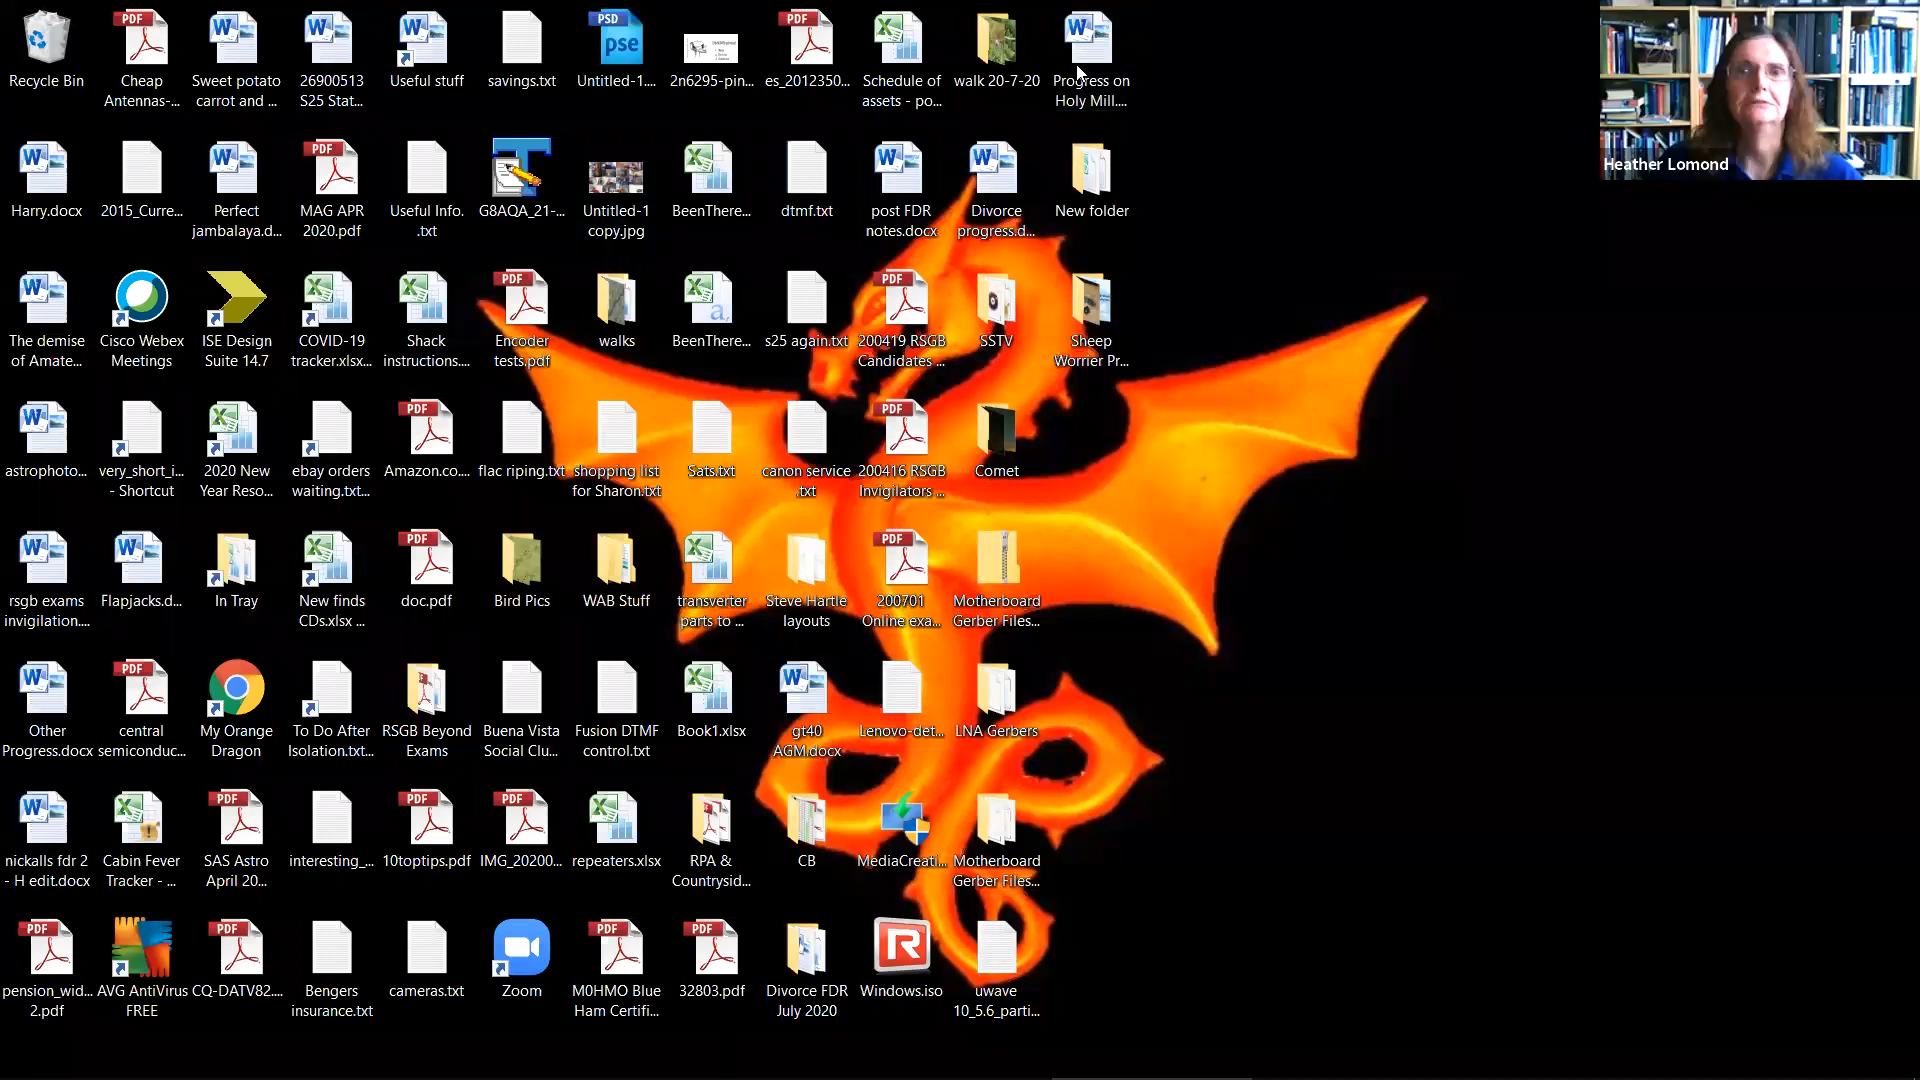 Recycle Bin
Cheap
Antennas-...
Sweet potato
carrot and ...
26900513
S25 Stat...
Useful stuff
savings.txt
PSD
pse
Untitled-1....
2n6295-pin...
es_2012350...
Schedule of
assets - po...
walk 20-7-20
Progress on
Holy Mill....
Heather Lomond
Harry.docx
2015_Curre...
Perfect
jambalaya.d...
MAG APR
2020.pdf
Useful Info.
.txt
G8AQA_21-...
Untitled-1
copy.jpg
BeenThere...
dtmf.txt
post FDR
notes.docx
Divorce
progress.d...
New folder
The demise
of Amate...
Cisco Webex
Meetings
ISE Design
Suite 14.7
COVID-19
tracker.xlsx...
Shack
instructions....
Encoder
tests.pdf
walks
BeenThere...
s25 again.txt
200419 RSGB
Candidates ...
SSTV
Sheep
Worrier Pr...
astrophoto...
very_short_i...
- Shortcut
2020 New
Year Reso...
ebay orders
waiting.txt...
Amazon.co....
flac riping.txt
shopping list
for Sharon.txt
Sats.txt
canon service
.txt
200416 RSGB
Invigilators ...
Comet
rsgb exams
invigilation....
Flapjacks.d...
In Tray
New finds
CDs.xlsx ...
doc.pdf
Bird Pics
WAB Stuff
transverter
parts to ...
Steve Hartle
layouts
200701
Online exa...
Motherboard
Gerber Files...
Other
Progress.docx
central
semiconduc...
My Orange
Dragon
To Do After
Isolation.txt...
RSGB Beyond
Exams
Buena Vista
Social Clu...
Fusion DTMF
control.txt
Book1.xlsx
gt40
AGM.docx
Lenovo-det...
LNA Gerbers
nickalls fdr 2
- H edit.docx
Cabin Fever
Tracker - ...
SAS Astro
April 20...
interesting_...
10toptips.pdf
IMG_20200...
repeaters.xlsx
RPA &
Countrysid...
CB
MediaCreati...
Motherboard
Gerber Files...
pension_wid...
2.pdf
AVG AntiVirus
FREE
CQ-DATV82....
Bengers
insurance.txt
cameras.txt
Zoom
M0HMO Blue
Ham Certifi...
32803.pdf
Divorce FDR
July 2020
Windows.iso
uwave
10_5.6_parti...